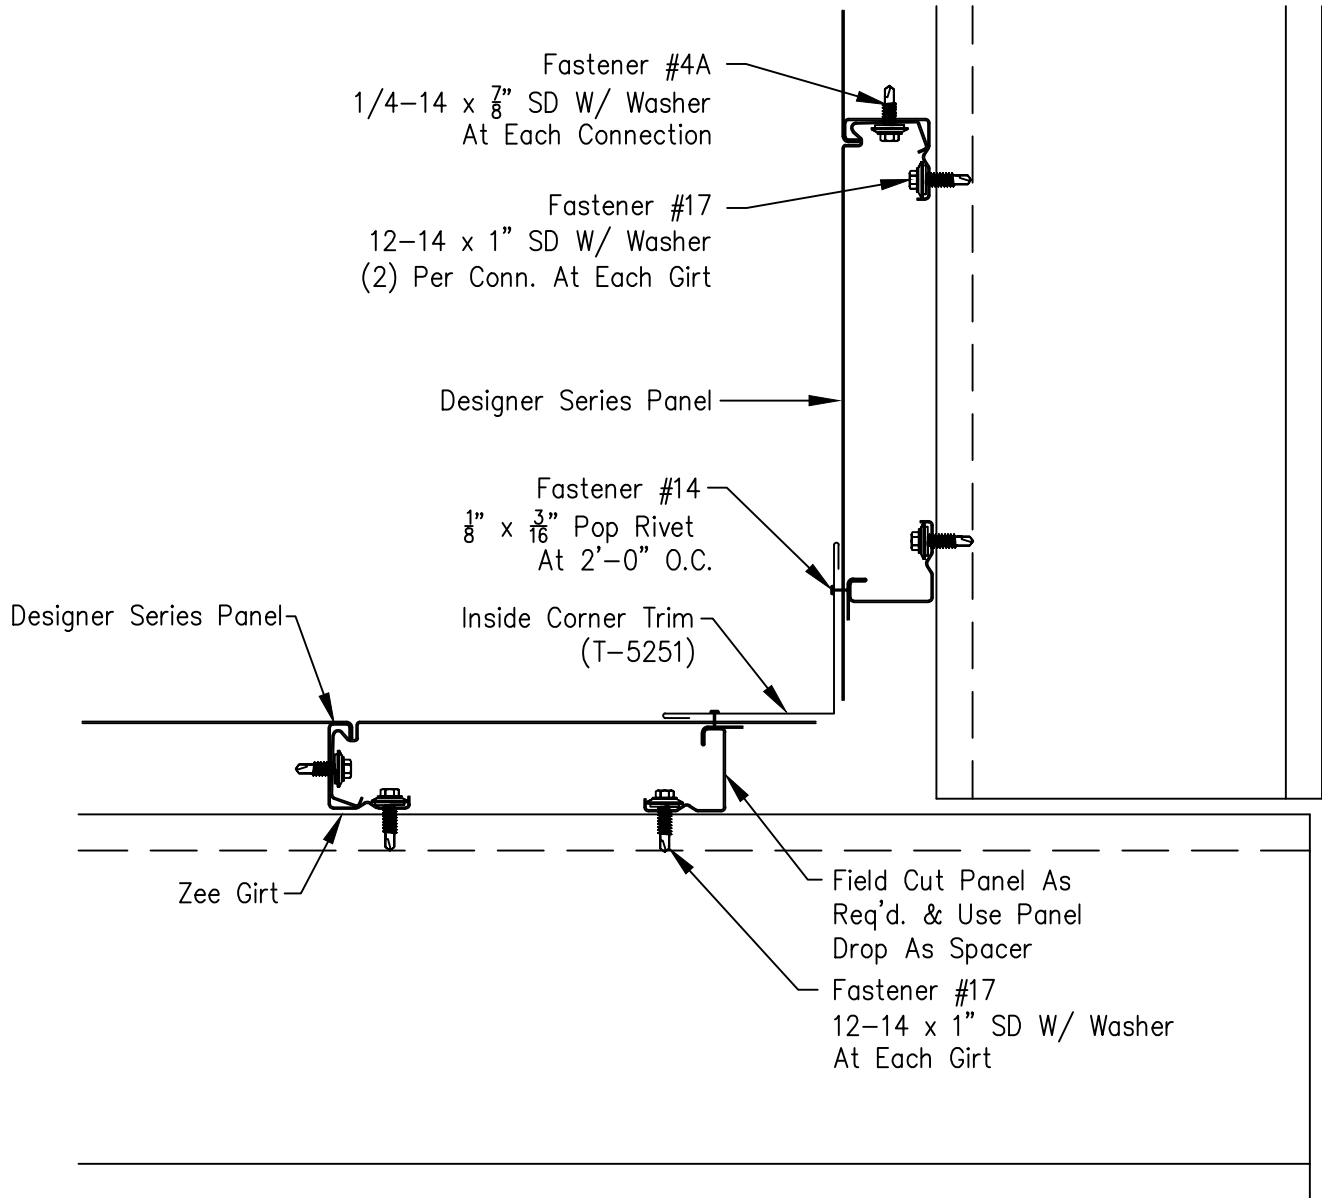 Fastener #4A
1/4-14 x 7/8" SD W/ Washer
At Each Connection
Fastener #17
12-14 x 1" SD W/ Washer
(2) Per Conn. At Each Girt
Designer Series Panel
Fastener #14
1/8" x 3/16" Pop Rivet
At 2'-0" O.C.
Designer Series Panel
Inside Corner Trim
(T-5251)
Zee Girt
Field Cut Panel As
Req'd. & Use Panel
Drop As Spacer
Fastener #17
12-14 x 1" SD W/ Washer
At Each Girt